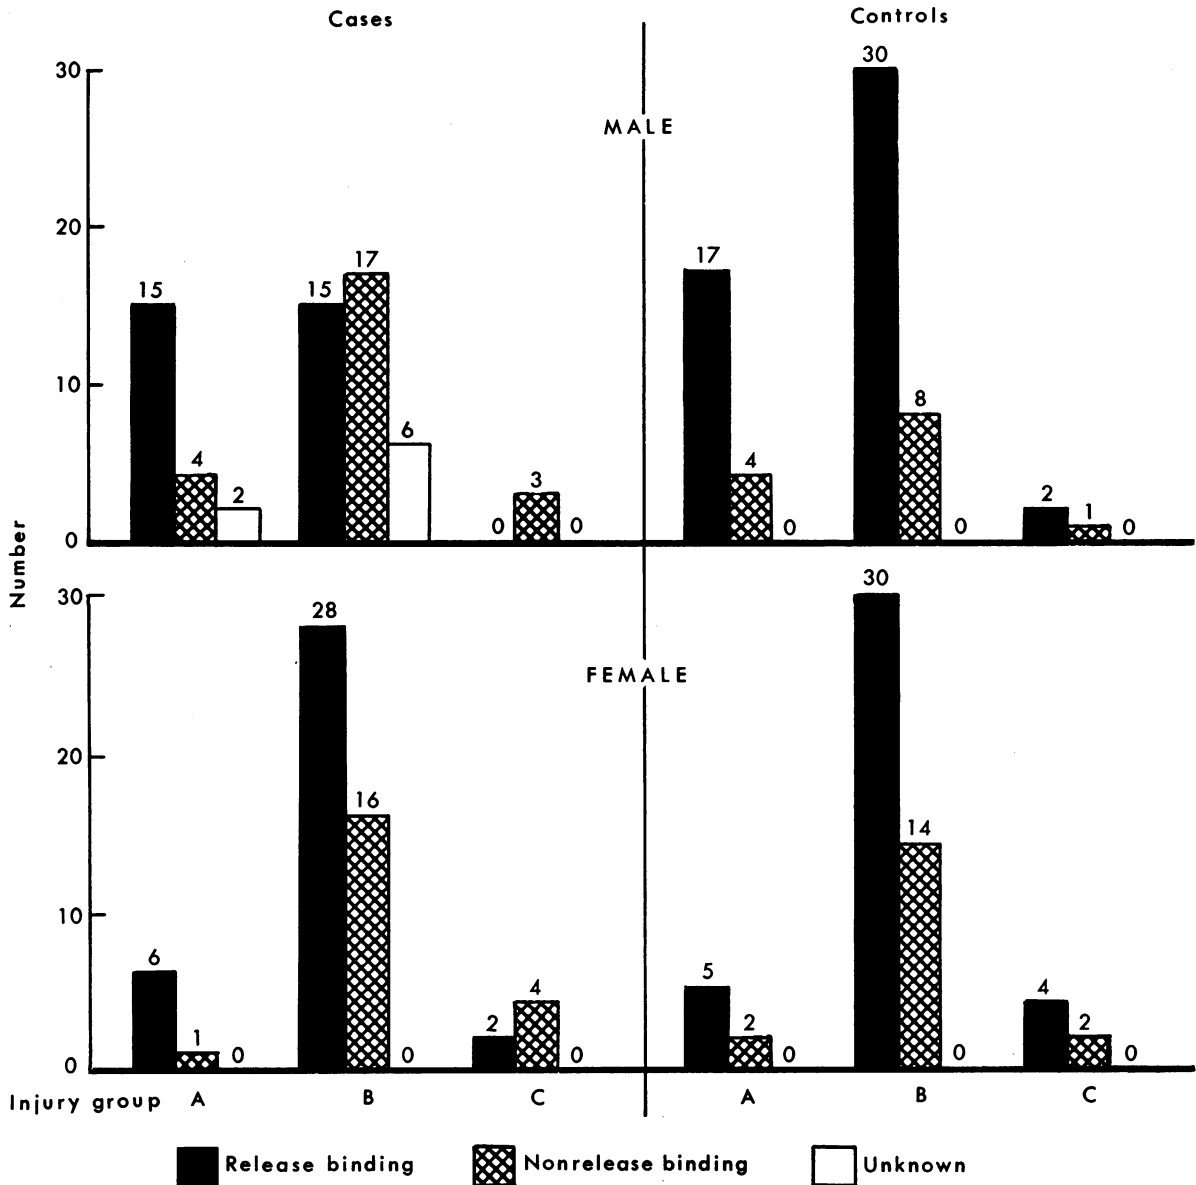 Cases Controls
30 30
MALE
20 17 17
15 15
10 8
6
4 4
2 3 2 1
0 0 0 0 0 0
Number
30 28 30
FEMALE
20
16 14
10
6 5
4 4
1 2 2 2
0 0 0 0 0 0 0
Injury group A B C A B C
Release binding Nonrelease binding Unknown